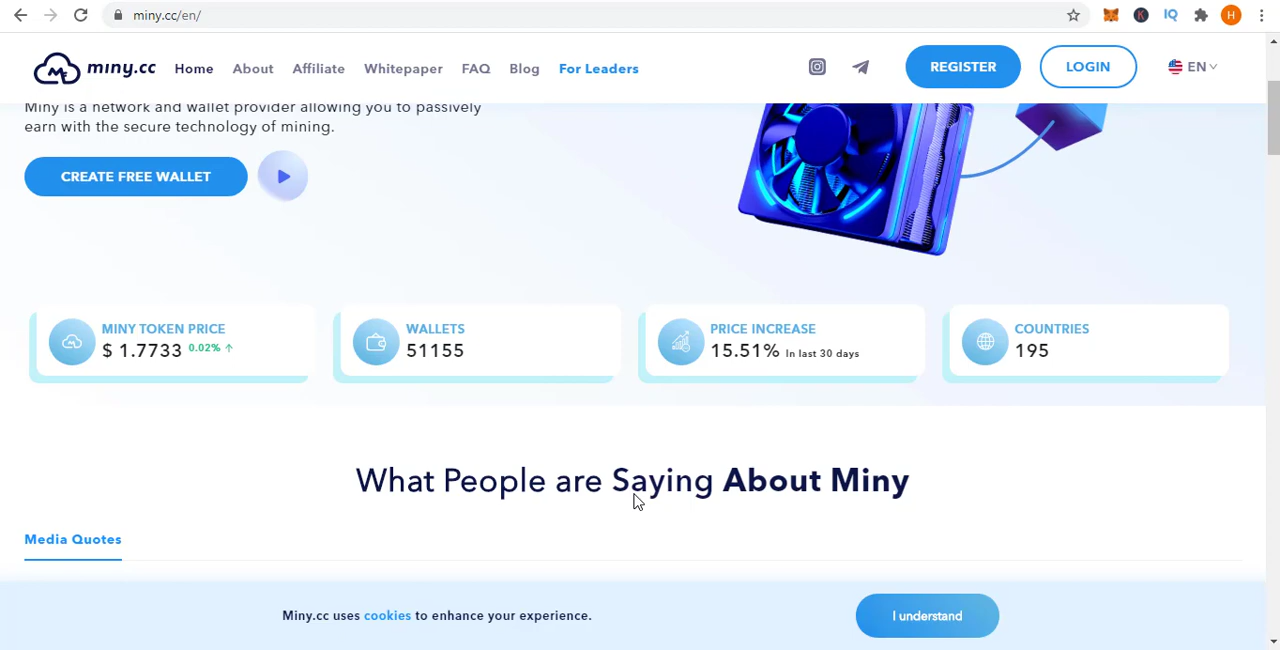 miny.cc/en/
IQ
K
H
miny.cc Home About Affiliate Whitepaper FAQ Blog For Leaders REGISTER LOGIN EN
Miny is a network and wallet provider allowing you to passively
earn with the secure technology of mining.
CREATE FREE WALLET
MINY TOKEN PRICE
$ 1.7733 0.02% ↑
WALLETS
51155
PRICE INCREASE
15.51% In last 30 days
COUNTRIES
195
What People are Saying About Miny
Media Quotes
Miny.cc uses cookies to enhance your experience.
I understand